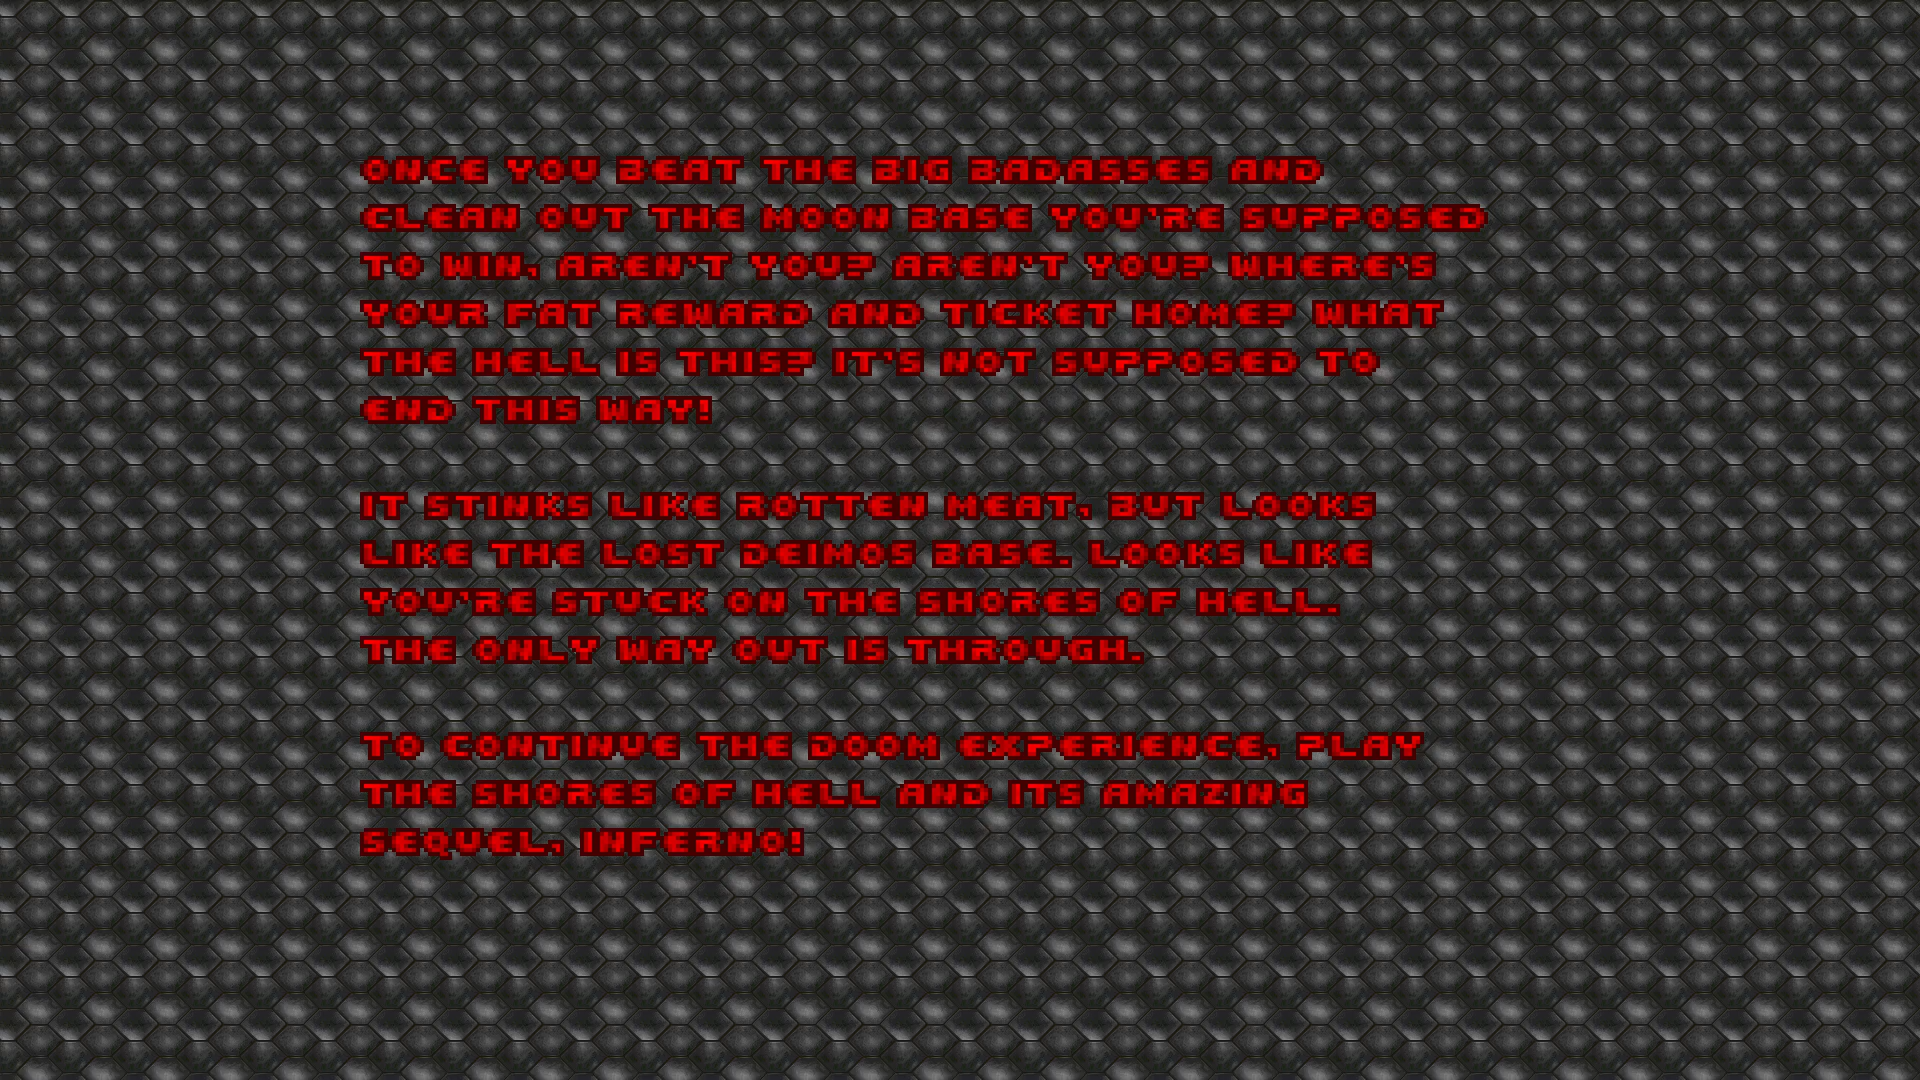 ONCE YOU BEAT THE BIG BADASSES AND
CLEAN OUT THE MOON BASE YOU'RE SUPPOSED
TO WIN, AREN'T YOU? AREN'T YOU? WHERE'S
YOUR FAT REWARD AND TICKET HOME? WHAT
THE HELL IS THIS? IT'S NOT SUPPOSED TO
END THIS WAY!
IT STINKS LIKE ROTTEN MEAT, BUT LOOKS
LIKE THE LOST DEIMOS BASE. LOOKS LIKE
YOU'RE STUCK ON THE SHORES OF HELL.
THE ONLY WAY OUT IS THROUGH.
TO CONTINUE THE DOOM EXPERIENCE, PLAY
THE SHORES OF HELL AND ITS AMAZING
SEQUEL, INFERNO!